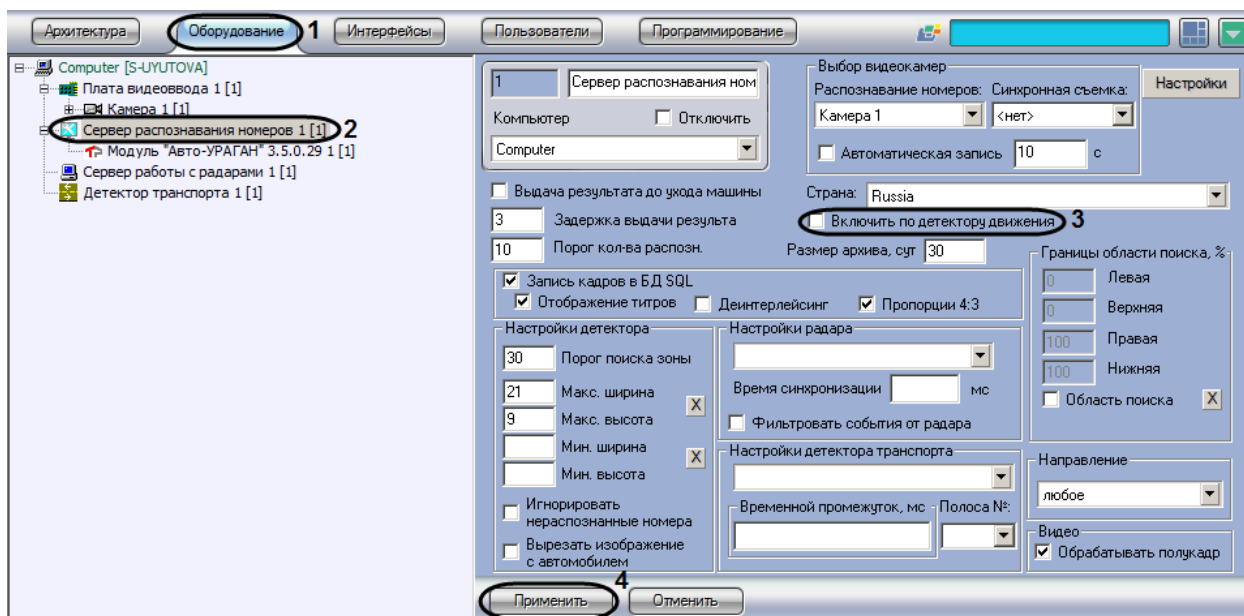 Архитектура Оборудование 1 Интерфейсы Пользователи Программирование
Computer [S-UYUTOVA]
Плата видеоввода 1 [1]
Камера 1 [1]
Сервер распознавания номеров 1 [1] 2
Модуль "Авто-УРАГАН" 3.5.0.29 1 [1]
Сервер работы с радарами 1 [1]
Детектор транспорта 1 [1]
1 Сервер распознавания ном
Компьютер Отключить
Computer
Выбор видеокамер
Распознавание номеров: Синхронная съемка:
Камера 1 <нет>
Автоматическая запись 10 с
Настройки
Выдача результата до ухода машины
3 Задержка выдачи результа
10 Порог кол-ва распозн.
Страна: Russia
Включить по детектору движения 3
Размер архива, сут 30
Запись кадров в БД SQL
Отображение титров Деинтерлейсинг Пропорции 4:3
Границы области поиска, %
0 Левая
0 Верхняя
100 Правая
100 Нижняя
Область поиска X
Настройки детектора
30 Порог поиска зоны
21 Макс. ширина
X
9 Макс. высота
Мин. ширина
X
Мин. высота
Игнорировать
нераспознанные номера
Вырезать изображение
с автомобилем
Настройки радара
Время синхронизации мс
Фильтровать события от радара
Настройки детектора транспорта
Временной промежуток, мс Полоса №:
Направление
любое
Видео
Обрабатывать полукадр
4
Применить Отменить